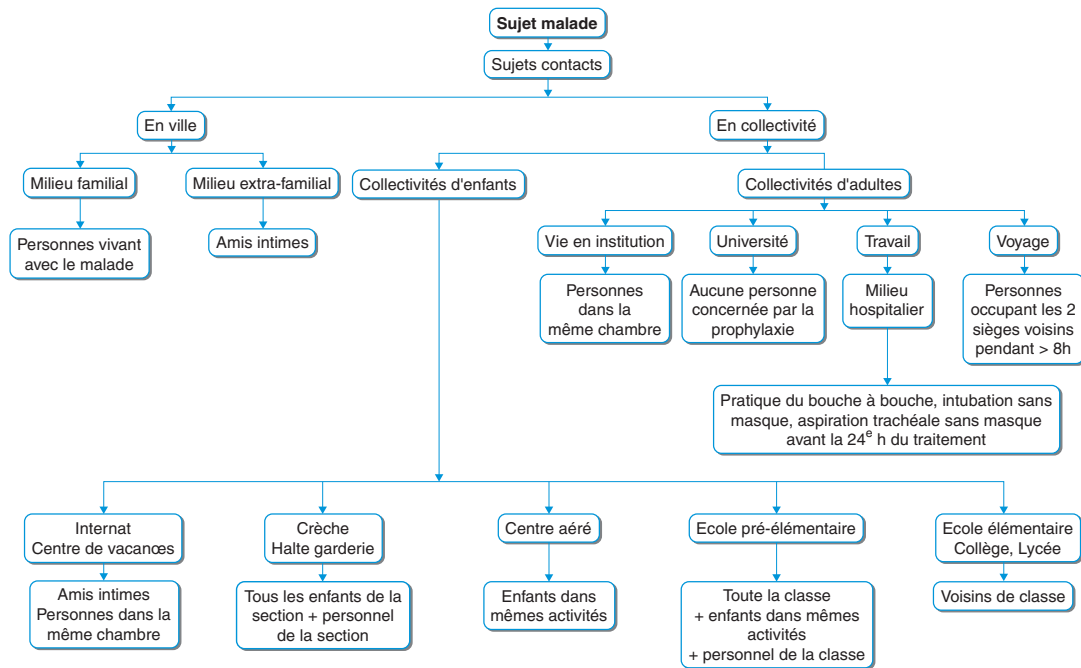 Sujet malade
Sujets contacts
En ville
En collectivité
Milieu familial
Milieu extra-familial
Collectivités d'enfants
Collectivités d'adultes
Personnes vivant
avec le malade
Amis intimes
Vie en institution
Université
Travail
Voyage
Personnes
dans la
même chambre
Aucune personne
concernée par la
prophylaxie
Milieu
hospitalier
Personnes
occupant les 2
sièges voisins
pendant > 8h
Pratique du bouche à bouche, intubation sans
masque, aspiration trachéale sans masque
avant la 24e h du traitement
Internat
Centre de vacances
Crèche
Halte garderie
Centre aéré
Ecole pré-élémentaire
Ecole élémentaire
Collège, Lycée
Amis intimes
Personnes dans la
même chambre
Tous les enfants de la
section + personnel
de la section
Enfants dans
mêmes activités
Toute la classe
+ enfants dans mêmes
activités
+ personnel de la classe
Voisins de classe